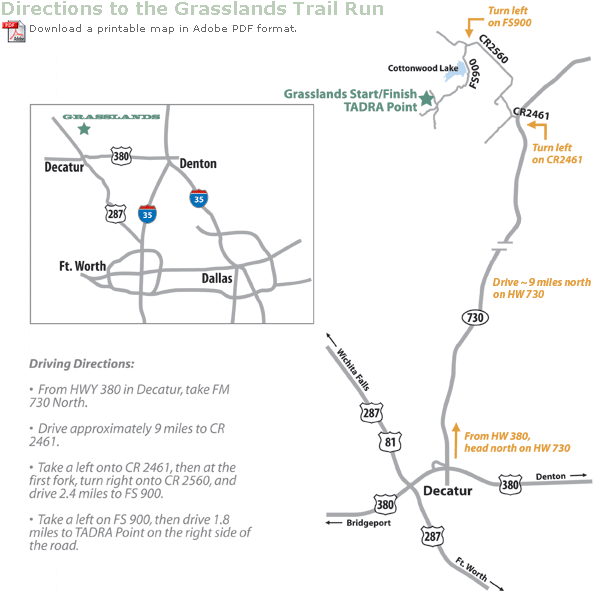 Directions to the Grasslands Trail Run
PDF
Adobe
Download a printable map in Adobe PDF format.
Turn left
on FS900
CR2560
Cottonwood Lake
FS900
Grasslands Start/Finish
TADRA Point
CR2461
Turn left
on CR2461
GRASSLANDS
380
Decatur
Denton
35
287
35
Ft. Worth
Dallas
Drive ~9 miles north
on HW 730
730
Driving Directions:
• From HWY 380 in Decatur, take FM
730 North.
• Drive approximately 9 miles to CR
2461.
• Take a left onto CR 2461, then at the
first fork, turn right onto CR 2560, and
drive 2.4 miles to FS 900.
• Take a left on FS 900, then drive 1.8
miles to TADRA Point on the right side of
the road.
Wichita Falls
287
81
From HW 380,
head north on HW 730
Denton
380
Decatur
380
Bridgeport
287
Ft. Worth